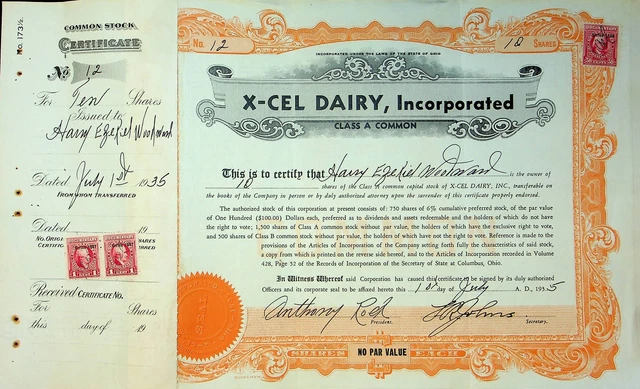 No. 173½.
COMMON STOCK
CERTIFICATE
No 12
For Ten Shares
Issued to
Harry Ezekiel Woodward
Dated July 1st 1935
FROM WHOM TRANSFERRED
Dated 19
NO. ORIGINAL
CERTIFICATE
SHARES
Received CERTIFICATE NO.
For Shares
this day of 19
No. 12
10 SHARES
INCORPORATED UNDER THE LAWS OF THE STATE OF OHIO
X-CEL DAIRY, Incorporated
CLASS A COMMON
This is to certify that Harry Ezekiel Woodward is the owner of
10 shares of the Class A common capital stock of X-CEL DAIRY, INC., transferable on
the books of the Company in person or by duly authorized attorney upon the surrender of this certificate properly endorsed.
The authorized stock of this corporation at present consists of: 750 shares of 6% cumulative preferred stock, of the par value
of One Hundred ($100.00) Dollars each, preferred as to dividends and assets redeemable and the holders of which do not have
the right to vote; 1,500 shares of Class A common stock without par value, the holders of which have the exclusive right to vote,
and 500 shares of Class B common stock without par value, the holders of which have not the right to vote. Reference is made to the
provisions of the Articles of Incorporation of the Company setting forth fully the characteristics of said stock,
a copy from which is printed on the reverse side hereof, and to the Articles of Incorporation recorded in Volume
428, Page 52 of the Records of Incorporation of the Secretary of State at Columbus, Ohio.
In Witness Whereof said Corporation has caused this certificate to be signed by its duly authorized
Officers and its corporate seal to be affixed hereto this 1st day of July A. D., 1935
Anthony Roch
President.
Secretary.
SEAL
SHARES
NO PAR VALUE
EACH